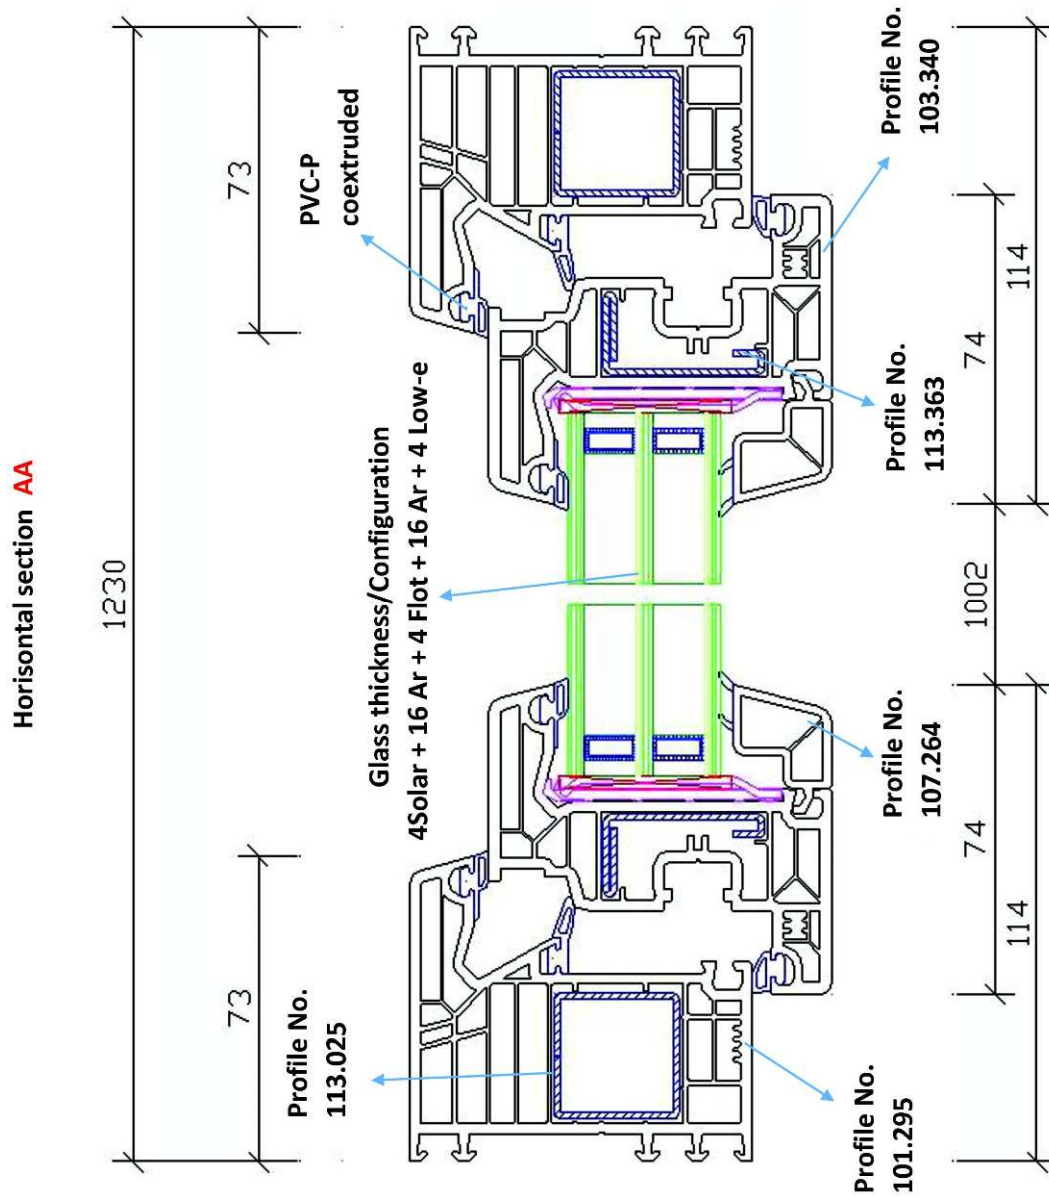 Horisontal section AA
1230
73
73
PVC-P
coextruded
Glass thickness/Configuration
4Solar + 16 Ar + 4 Flot + 16 Ar + 4 Low-e
Profile No.
113.025
Profile No.
103.340
Profile No.
113.363
Profile No.
107.264
Profile No.
101.295
74
1002
74
114
114